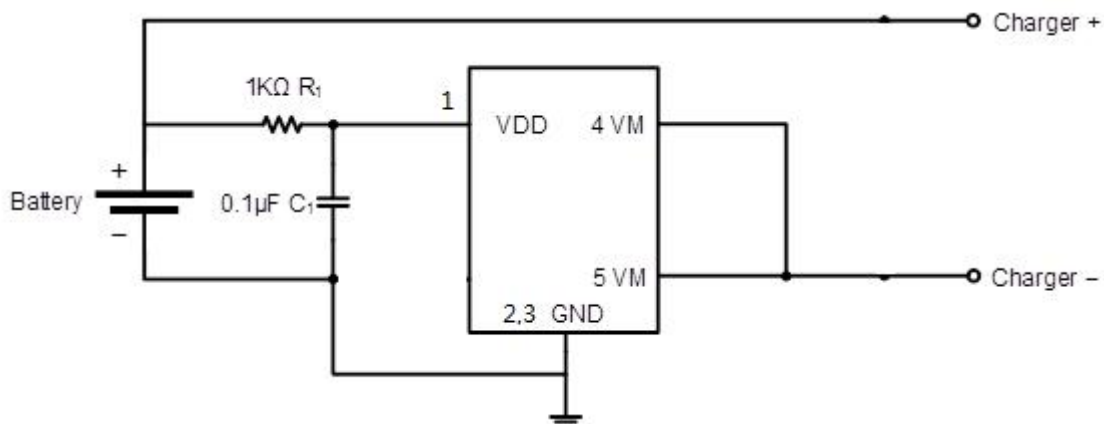 Charger +
1KΩ R₁
1
VDD
4 VM
+
Battery
0.1µF C₁
−
5 VM
Charger −
2,3 GND